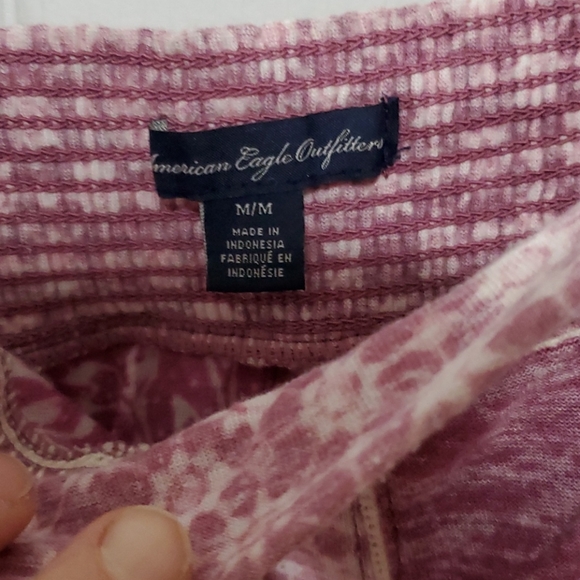 American Eagle Outfitters
M/M
MADE IN
INDONESIA
FABRIQUÉ EN
INDONÉSIE